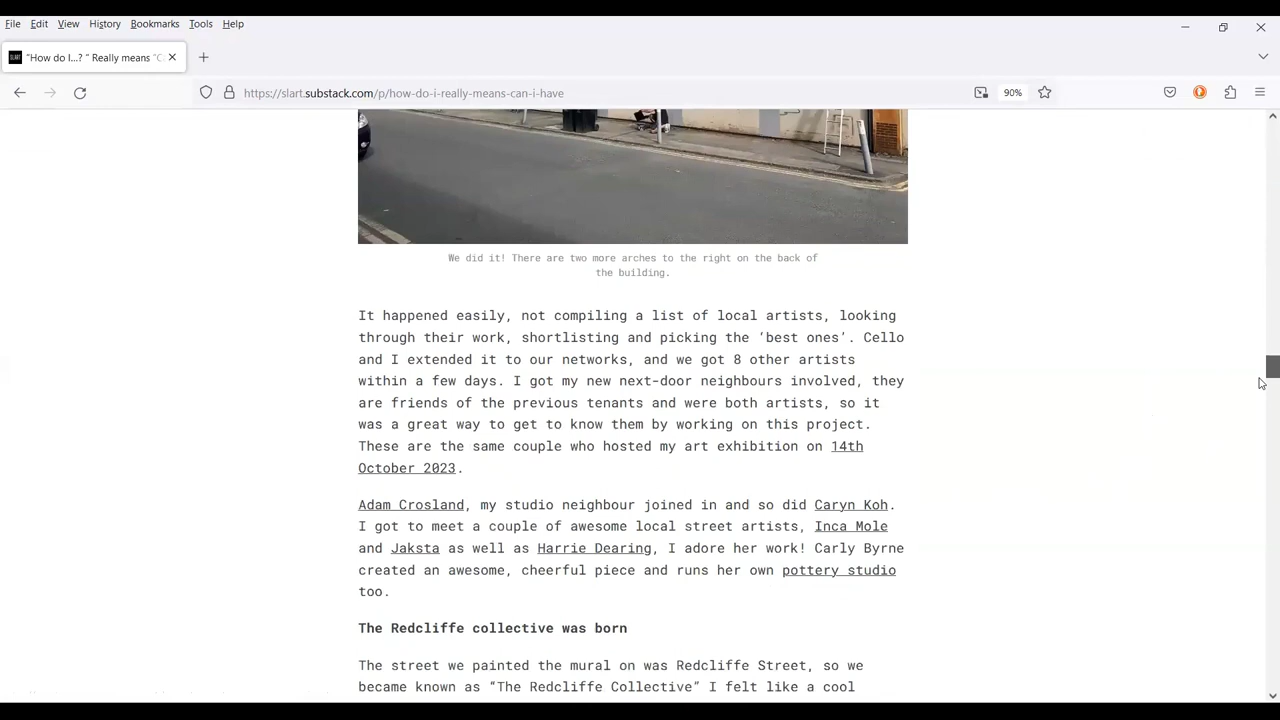 File Edit View History Bookmarks Tools Help
"How do I...? " Really means "C
https://slart.substack.com/p/how-do-i-really-means-can-i-have
90%
We did it! There are two more arches to the right on the back of
the building.
It happened easily, not compiling a list of local artists, looking
through their work, shortlisting and picking the ‘best ones’. Cello
and I extended it to our networks, and we got 8 other artists
within a few days. I got my new next-door neighbours involved, they
are friends of the previous tenants and were both artists, so it
was a great way to get to know them by working on this project.
These are the same couple who hosted my art exhibition on 14th
October 2023.
Adam Crosland, my studio neighbour joined in and so did Caryn Koh.
I got to meet a couple of awesome local street artists, Inca Mole
and Jaksta as well as Harrie Dearing, I adore her work! Carly Byrne
created an awesome, cheerful piece and runs her own pottery studio
too.
The Redcliffe collective was born
The street we painted the mural on was Redcliffe Street, so we
became known as “The Redcliffe Collective” I felt like a cool